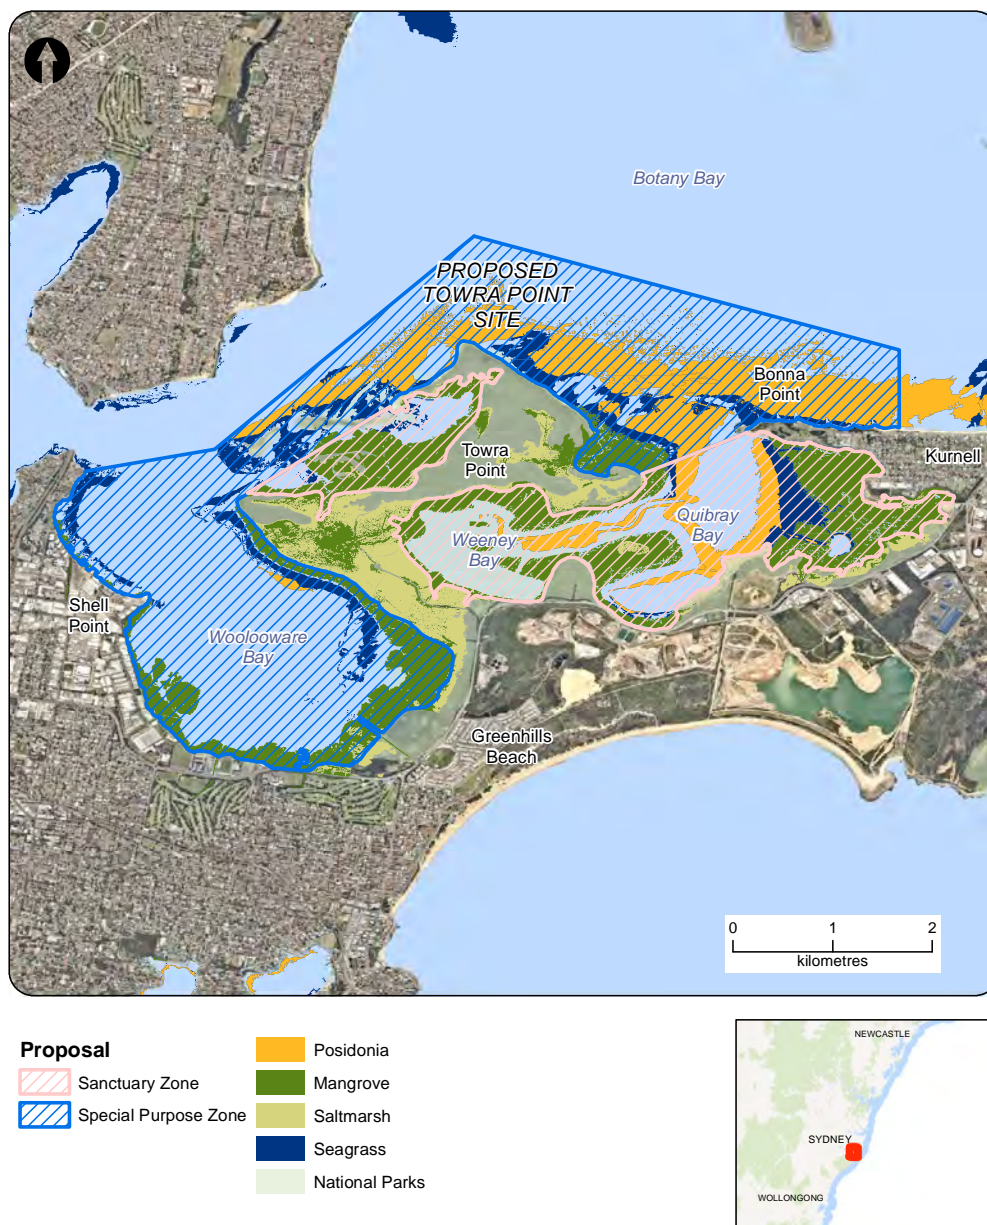 Botany Bay
PROPOSED
TOWRA POINT
SITE
Bonna
Point
Towra
Point
Kurnell
Quibray
Bay
Weeney
Bay
Shell
Point
Woolooware
Bay
Greenhills
Beach
0 1 2
kilometres
Proposal
Sanctuary Zone
Special Purpose Zone
Posidonia
Mangrove
Saltmarsh
Seagrass
National Parks
NEWCASTLE
SYDNEY
WOLLONGONG